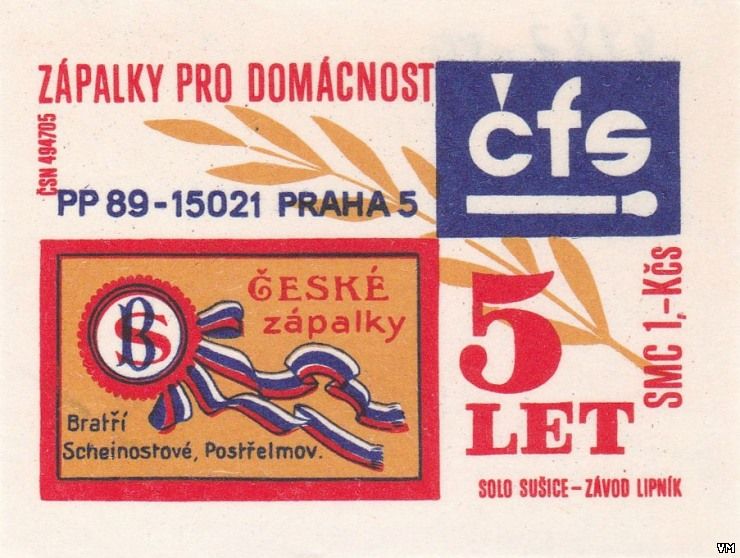 ZÁPALKY PRO DOMÁCNOST
čfs
ČSN 494705
PP 89-15021 PRAHA 5
BS
ČESKÉ
zápalky
Bratří
Scheinostové, Postřelmov.
5
LET
SMC 1,-Kčs
SOLO SUŠICE – ZÁVOD LIPNÍK
VM